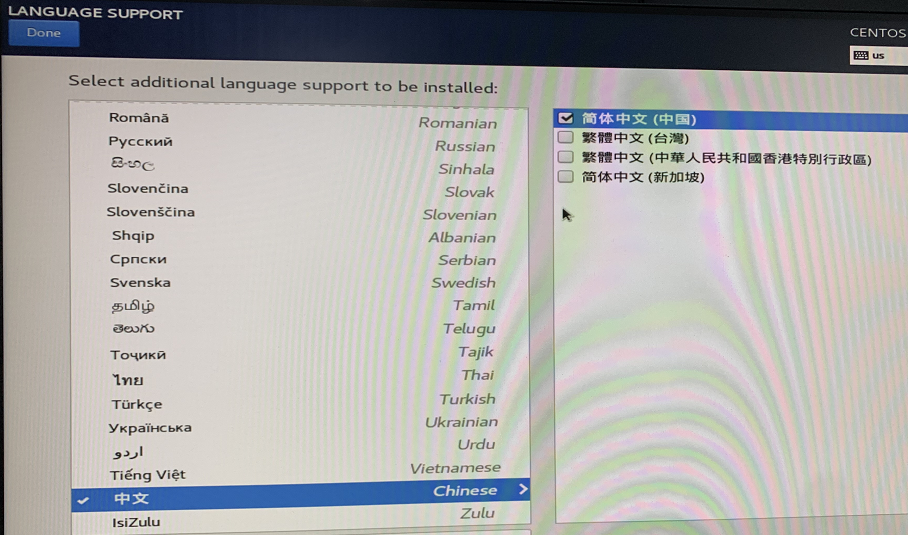 LANGUAGE SUPPORT
Done
CENTOS
us
Select additional language support to be installed:
Română Romanian
Русский Russian
සිංහල Sinhala
Slovenčina Slovak
Slovenščina Slovenian
Shqip Albanian
Српски Serbian
Svenska Swedish
தமிழ் Tamil
తెలుగు Telugu
Тоҷикӣ Tajik
ไทย Thai
Türkçe Turkish
Українська Ukrainian
اردو Urdu
Tiếng Việt Vietnamese
中文 Chinese
IsiZulu Zulu
简体中文 (中国)
繁體中文 (台灣)
繁體中文 (中華人民共和國香港特別行政區)
简体中文 (新加坡)